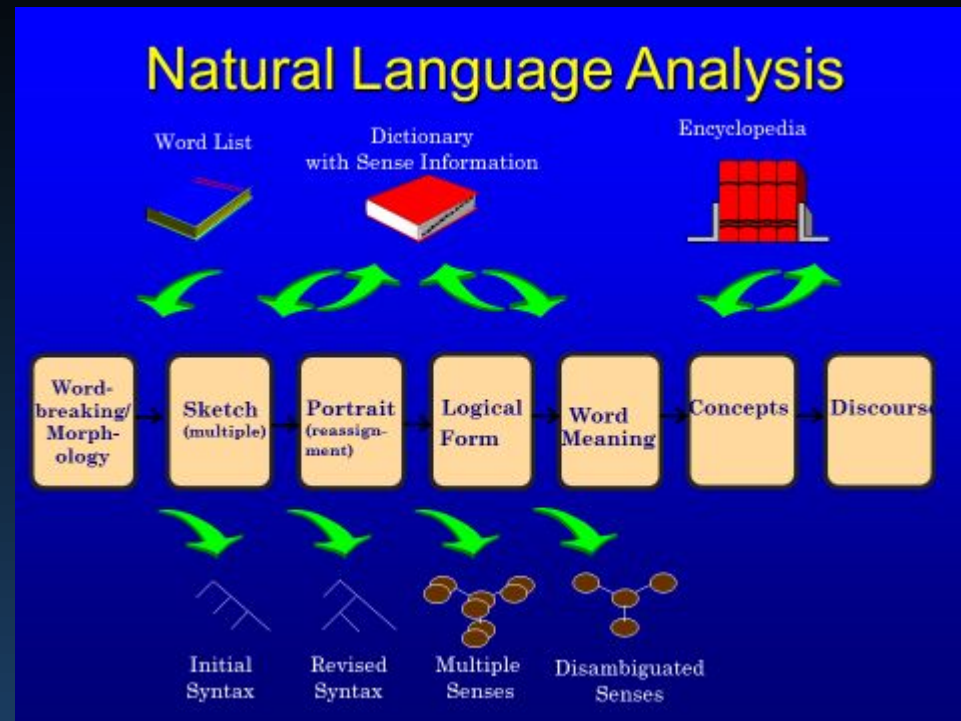 Natural Language Analysis
Word List
Dictionary
with Sense Information
Encyclopedia
Word-
breaking/
Morph-
ology
Sketch
(multiple)
Portrait
(reassign-
ment)
Logical
Form
Word
Meaning
Concepts
Discourse
Initial
Syntax
Revised
Syntax
Multiple
Senses
Disambiguated
Senses